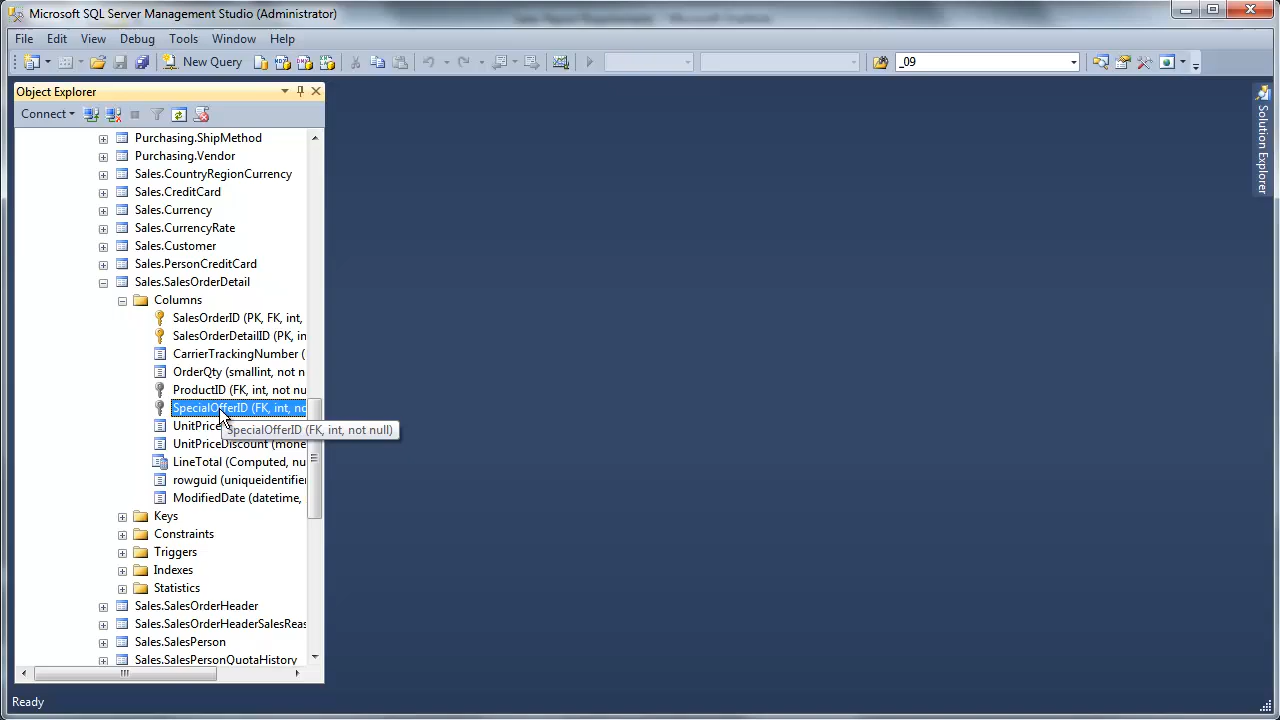 Microsoft SQL Server Management Studio (Administrator)
File Edit View Debug Tools Window Help
New Query
_09
Object Explorer
Connect
Purchasing.ShipMethod
Purchasing.Vendor
Sales.CountryRegionCurrency
Sales.CreditCard
Sales.Currency
Sales.CurrencyRate
Sales.Customer
Sales.PersonCreditCard
Sales.SalesOrderDetail
Columns
SalesOrderID (PK, FK, int,
SalesOrderDetailID (PK, in
CarrierTrackingNumber (
OrderQty (smallint, not n
ProductID (FK, int, not nu
SpecialOfferID (FK, int, no
UnitPrice
SpecialOfferID (FK, int, not null)
UnitPriceDiscount (mone
LineTotal (Computed, nu
rowguid (uniqueidentifie
ModifiedDate (datetime,
Keys
Constraints
Triggers
Indexes
Statistics
Sales.SalesOrderHeader
Sales.SalesOrderHeaderSalesReas
Sales.SalesPerson
Sales.SalesPersonQuotaHistory
Solution Explorer
Ready